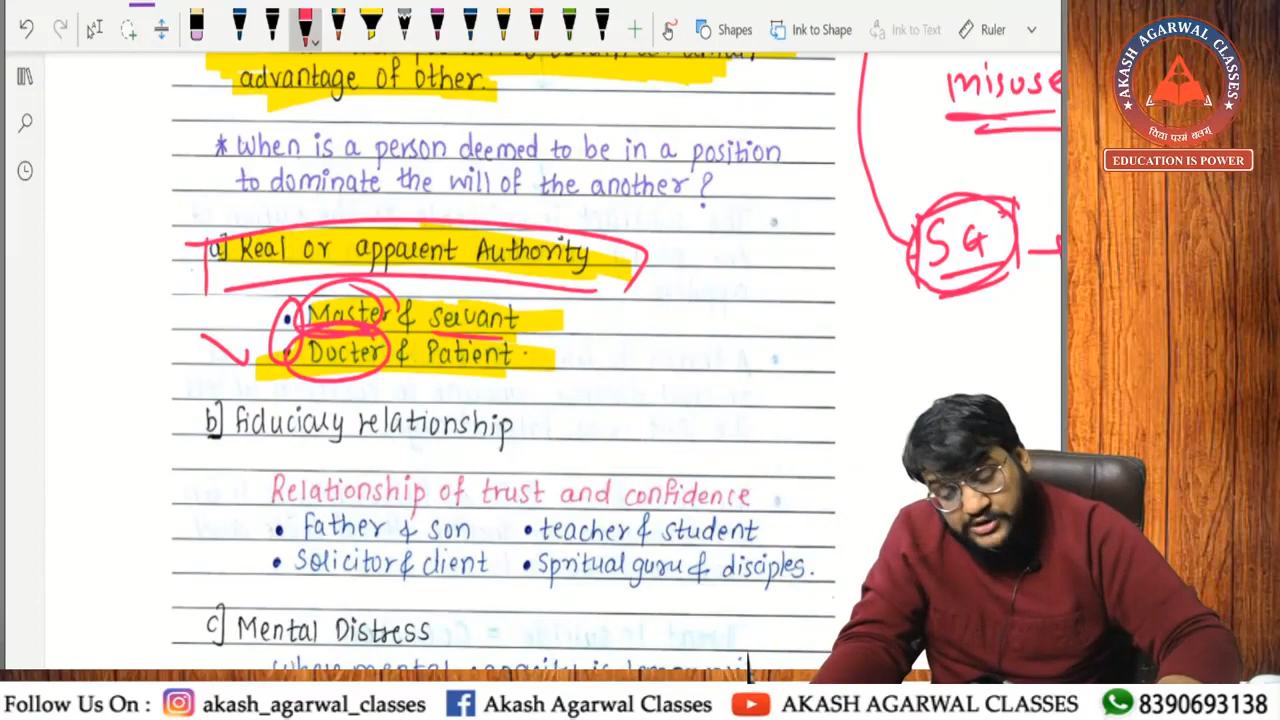 Shapes
Ink to Shape
Ink to Text
Ruler
advantage of other.
* When is a person deemed to be in a position
to dominate the will of the another ?
a] Real or apparent Authority
• Master & servant
• Docter & Patient.
b] Fiduciary relationship
Relationship of trust and confidence
• Father & son • teacher & student
• Solicitor & client • Spritual guru & disciples.
c] Mental Distress
misuse
SG
AKASH AGARWAL CLASSES
विद्या परमं बलम्
EDUCATION IS POWER
Follow Us On : akash_agarwal_classes Akash Agarwal Classes AKASH AGARWAL CLASSES 8390693138